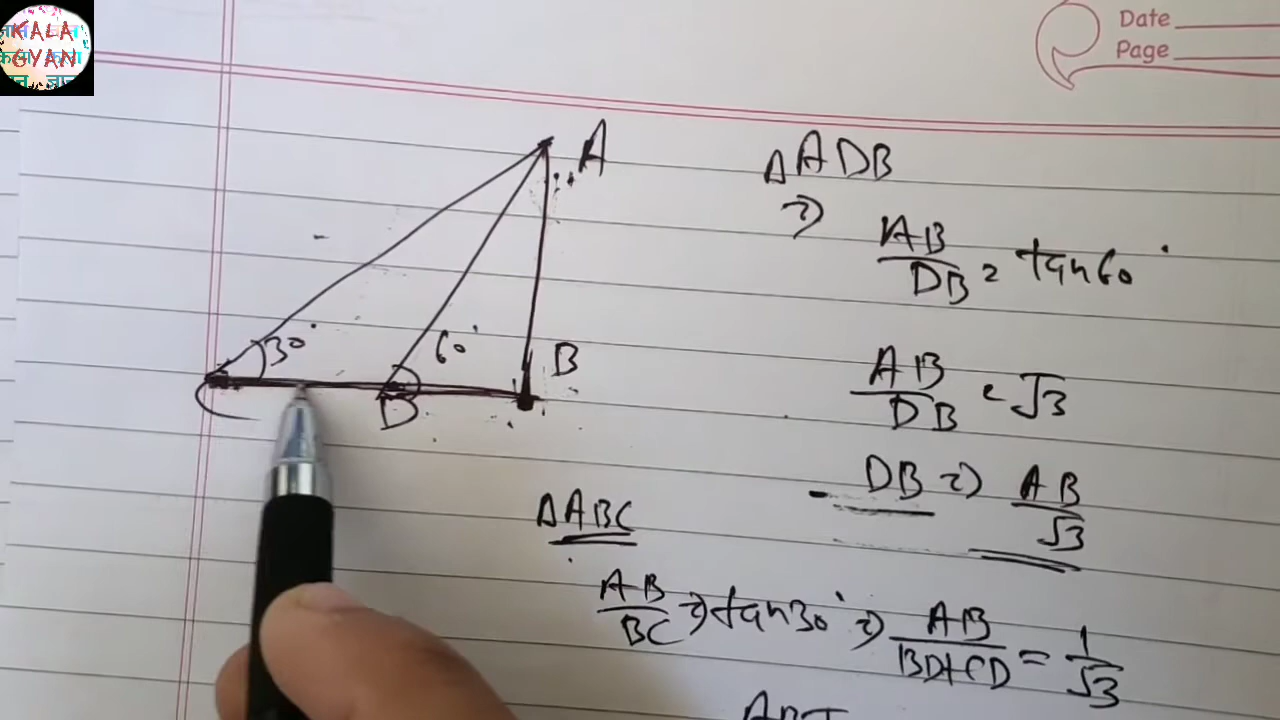 KALA
GYAN
Date
Page
A
30°
60°
B
C
D
Δ ADB
⇒
AB/DB = tan60°
AB/DB = √3
DB ⇒ AB/√3
ΔABC
AB/BC ⇒ tan30° ⇒ AB/BD+CD = 1/√3